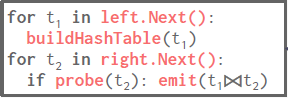 for t₁ in left.Next():
buildHashTable(t₁)
for t₂ in right.Next():
if probe(t₂): emit(t₁⋈t₂)